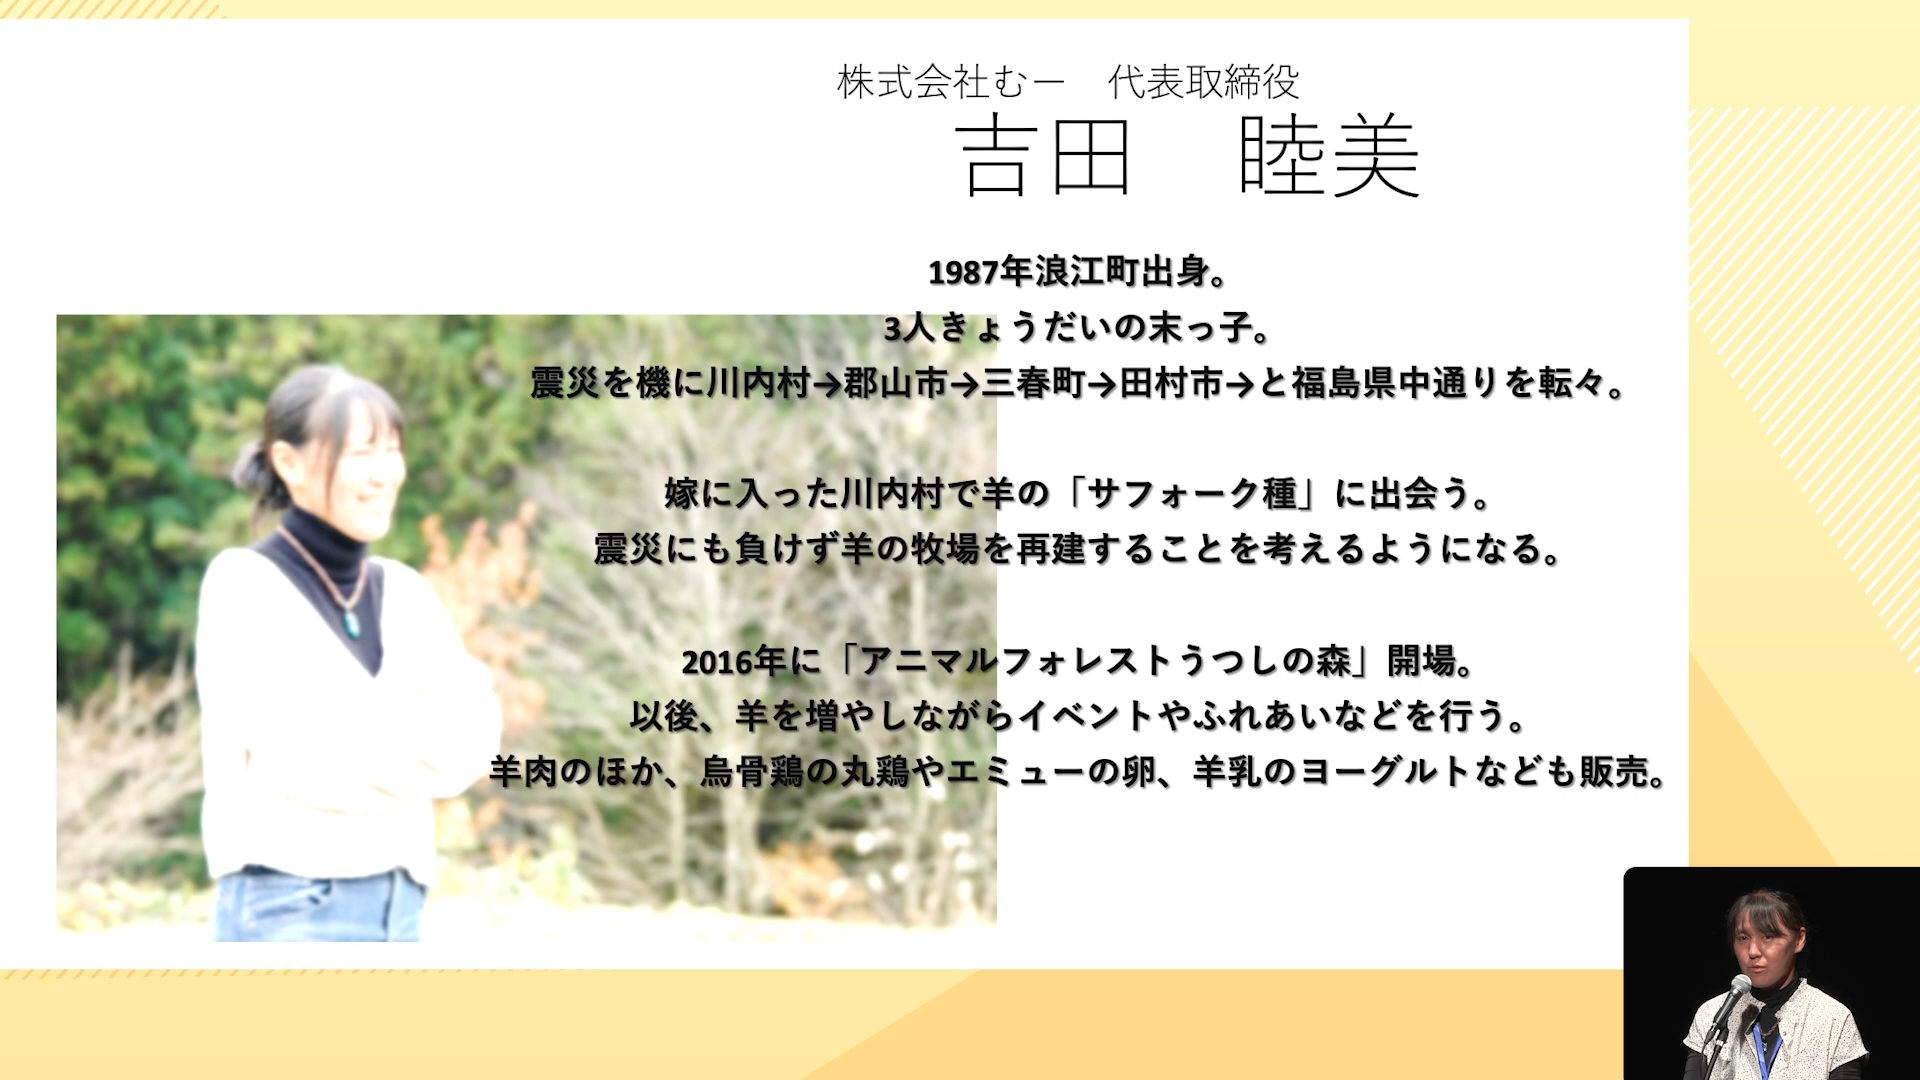 株式会社むー　代表取締役
吉田　睦美
1987年浪江町出身。
3人きょうだいの末っ子。
震災を機に川内村→郡山市→三春町→田村市→と福島県中通りを転々。
嫁に入った川内村で羊の「サフォーク種」に出会う。
震災にも負けず羊の牧場を再建することを考えるようになる。
2016年に「アニマルフォレストうつしの森」開場。
以後、羊を増やしながらイベントやふれあいなどを行う。
羊肉のほか、烏骨鶏の丸鶏やエミューの卵、羊乳のヨーグルトなども販売。